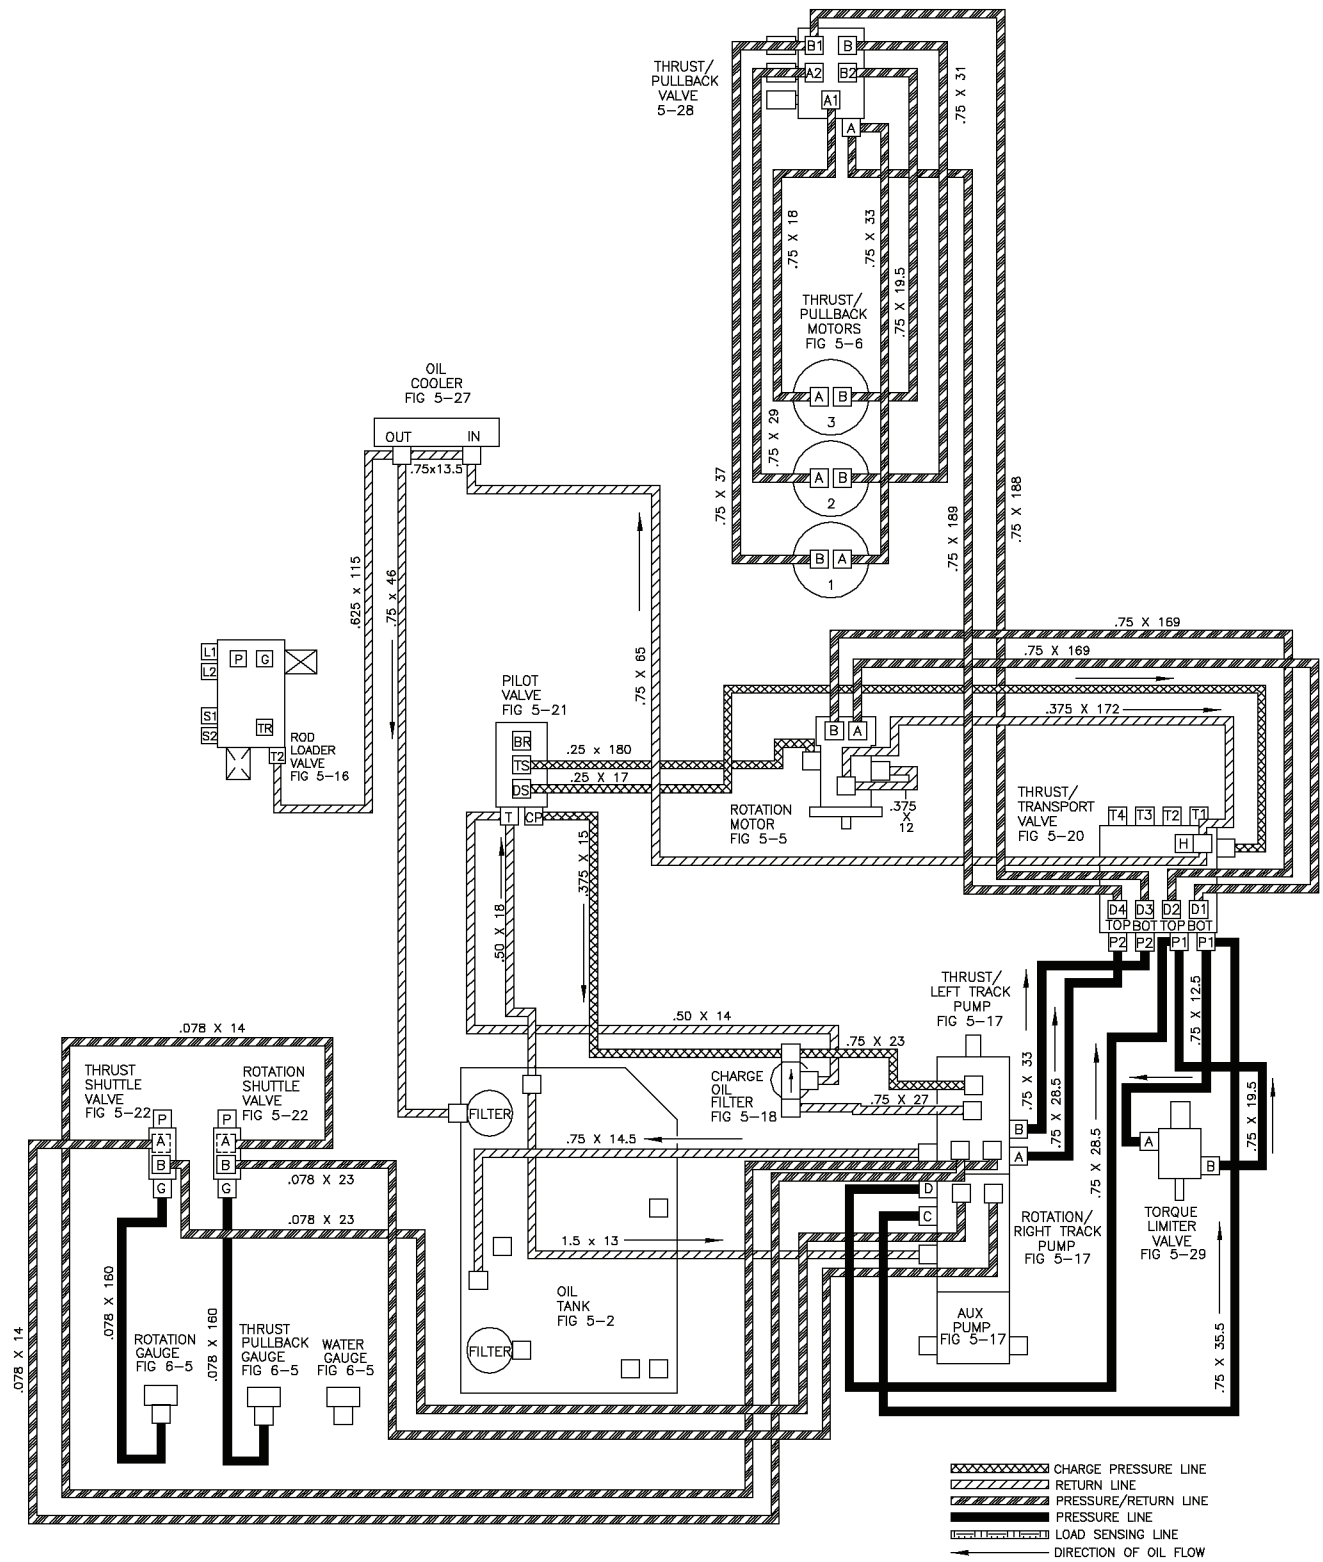 B1
B
A2
B2
A1
A
THRUST/
PULLBACK
VALVE
5-28
.75 X 31
.75 X 18
.75 X 33
.75 X 19.5
THRUST/
PULLBACK
MOTORS
FIG 5-6
A B
3
A B
2
B A
1
.75 X 29
.75 X 37
.75 X 189
.75 X 188
OIL
COOLER
FIG 5-27
OUT IN
.75x13.5
.625 x 115
.75 x 46
.75 X 65
L1
L2
P G
S1
S2
TR
T2
ROD
LOADER
VALVE
FIG 5-16
PILOT
VALVE
FIG 5-21
BR
TS
DS
T CP
.25 x 180
.25 X 17
.75 X 169
.75 X 169
.375 X 172
B A
ROTATION
MOTOR
FIG 5-5
.375
X
12
THRUST/
TRANSPORT
VALVE
FIG 5-20
T4 T3 T2 T1
H
D4 D3 D2 D1
TOP BOT TOP BOT
P2 P2 P1 P1
.50 X 18
.375 X 15
.50 X 14
.75 X 23
CHARGE
OIL
FILTER
FIG 5-18
.75 X 27
THRUST/
LEFT TRACK
PUMP
FIG 5-17
.75 X 33
.75 X 28.5
.75 X 28.5
.75 X 12.5
.75 X 19.5
.75 X 35.5
B
A
D
C
A
B
TORQUE
LIMITER
VALVE
FIG 5-29
ROTATION/
RIGHT TRACK
PUMP
FIG 5-17
AUX
PUMP
FIG 5-17
.078 X 14
THRUST
SHUTTLE
VALVE
FIG 5-22
ROTATION
SHUTTLE
VALVE
FIG 5-22
P
A
B
G
P
A
B
G
.078 X 23
.078 X 23
.078 X 160
.078 X 160
.078 X 14
FILTER
.75 X 14.5
1.5 x 13
OIL
TANK
FIG 5-2
FILTER
ROTATION
GAUGE
FIG 6-5
THRUST
PULLBACK
GAUGE
FIG 6-5
WATER
GAUGE
FIG 6-5
CHARGE PRESSURE LINE
RETURN LINE
PRESSURE/RETURN LINE
PRESSURE LINE
LOAD SENSING LINE
DIRECTION OF OIL FLOW